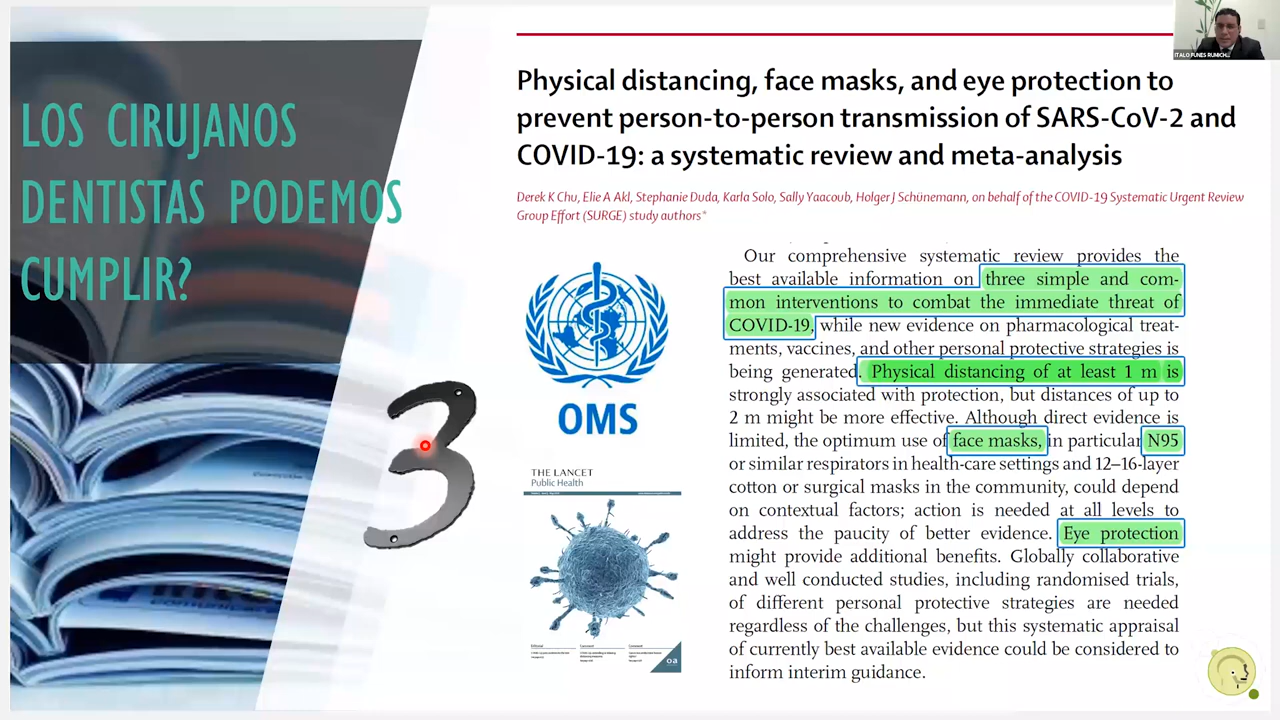 LOS CIRUJANOS
DENTISTAS PODEMOS
CUMPLIR?
Physical distancing, face masks, and eye protection to
prevent person-to-person transmission of SARS-CoV-2 and
COVID-19: a systematic review and meta-analysis
Derek K Chu, Elie A Akl, Stephanie Duda, Karla Solo, Sally Yaacoub, Holger J Schünemann, on behalf of the COVID-19 Systematic Urgent Review
Group Effort (SURGE) study authors*
OMS
3
THE LANCET
Public Health
Our comprehensive systematic review provides the
best available information on three simple and com-
mon interventions to combat the immediate threat of
COVID-19, while new evidence on pharmacological treat-
ments, vaccines, and other personal protective strategies is
being generated. Physical distancing of at least 1 m is
strongly associated with protection, but distances of up to
2 m might be more effective. Although direct evidence is
limited, the optimum use of face masks, in particular N95
or similar respirators in health-care settings and 12–16-layer
cotton or surgical masks in the community, could depend
on contextual factors; action is needed at all levels to
address the paucity of better evidence. Eye protection
might provide additional benefits. Globally collaborative
and well conducted studies, including randomised trials,
of different personal protective strategies are needed
regardless of the challenges, but this systematic appraisal
of currently best available evidence could be considered to
inform interim guidance.
ITALO FUNES RUMICH...